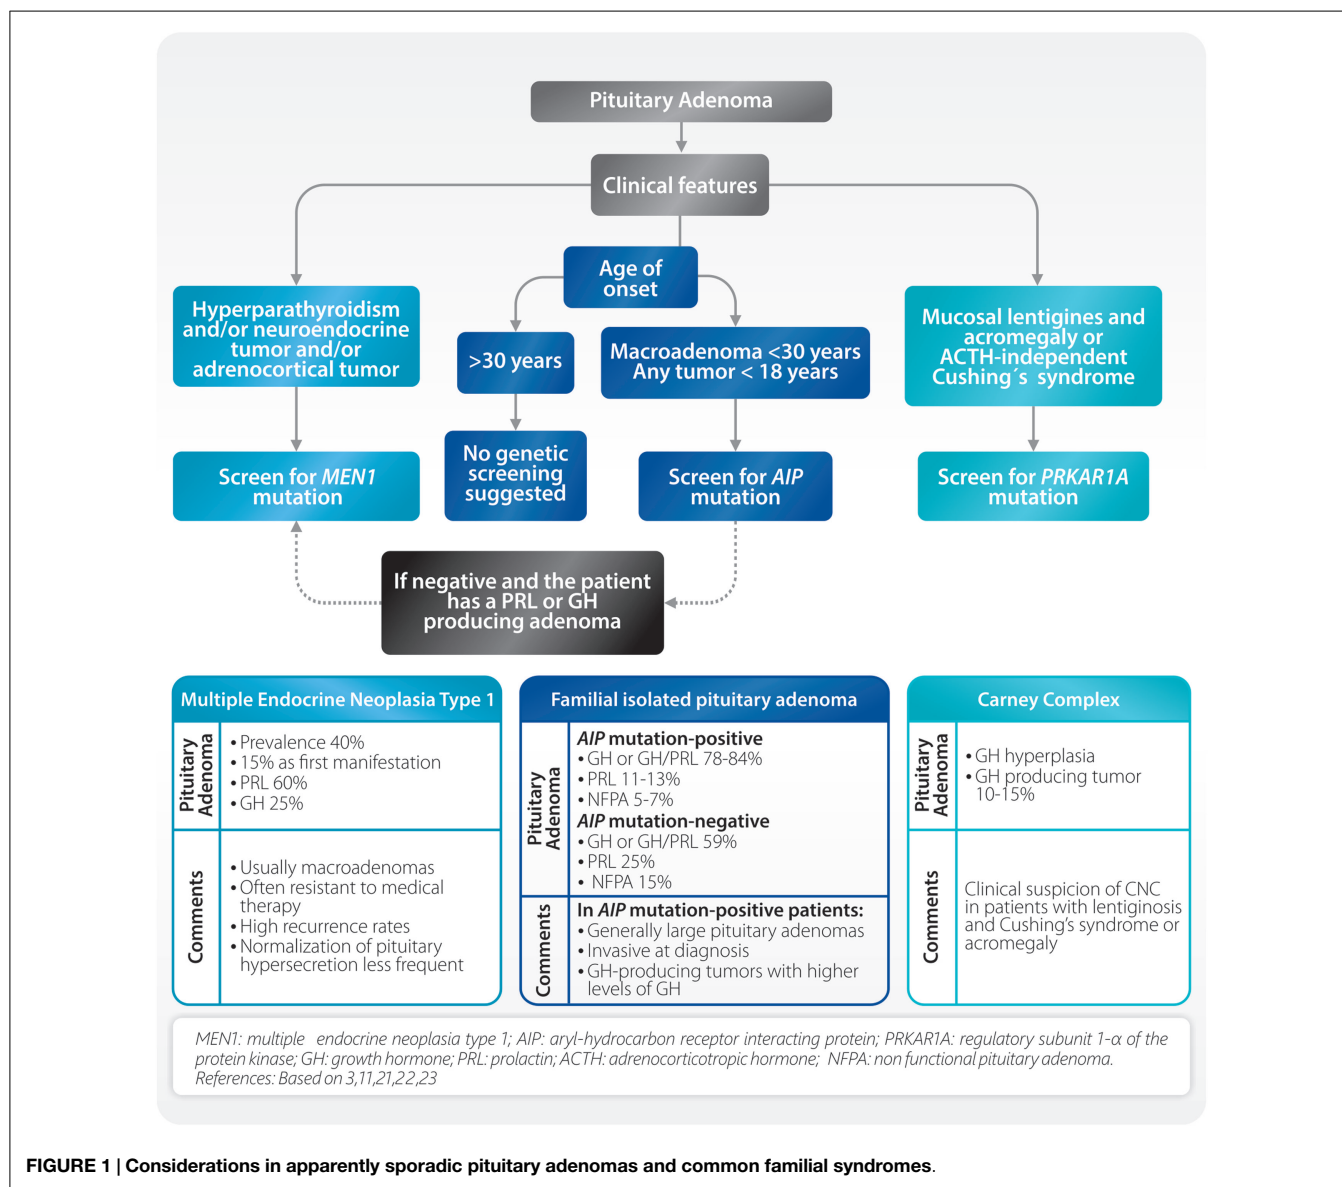 Pituitary Adenoma
Clinical features
Age of
onset
Hyperparathyroidism
and/or neuroendocrine
tumor and/or
adrenocortical tumor
>30 years
Macroadenoma <30 years
Any tumor < 18 years
Mucosal lentigines and
acromegaly or
ACTH-independent
Cushing´s syndrome
Screen for MEN1
mutation
No genetic
screening
suggested
Screen for AIP
mutation
Screen for PRKAR1A
mutation
If negative and the patient
has a PRL or GH
producing adenoma
Multiple Endocrine Neoplasia Type 1
Pituitary
Adenoma
• Prevalence 40%
• 15% as first manifestation
• PRL 60%
• GH 25%
Comments
• Usually macroadenomas
• Often resistant to medical
therapy
• High recurrence rates
• Normalization of pituitary
hypersecretion less frequent
Familial isolated pituitary adenoma
Pituitary
Adenoma
AIP mutation-positive
• GH or GH/PRL 78-84%
• PRL 11-13%
• NFPA 5-7%
AIP mutation-negative
• GH or GH/PRL 59%
• PRL 25%
• NFPA 15%
Comments
In AIP mutation-positive patients:
• Generally large pituitary adenomas
• Invasive at diagnosis
• GH-producing tumors with higher
levels of GH
Carney Complex
Pituitary
Adenoma
• GH hyperplasia
• GH producing tumor
10-15%
Comments
Clinical suspicion of CNC
in patients with lentiginosis
and Cushing's syndrome or
acromegaly
MEN1: multiple endocrine neoplasia type 1; AIP: aryl-hydrocarbon receptor interacting protein; PRKAR1A: regulatory subunit 1-α of the
protein kinase; GH: growth hormone; PRL: prolactin; ACTH: adrenocorticotropic hormone; NFPA: non functional pituitary adenoma.
References: Based on 3,11,21,22,23
FIGURE 1 | Considerations in apparently sporadic pituitary adenomas and common familial syndromes.